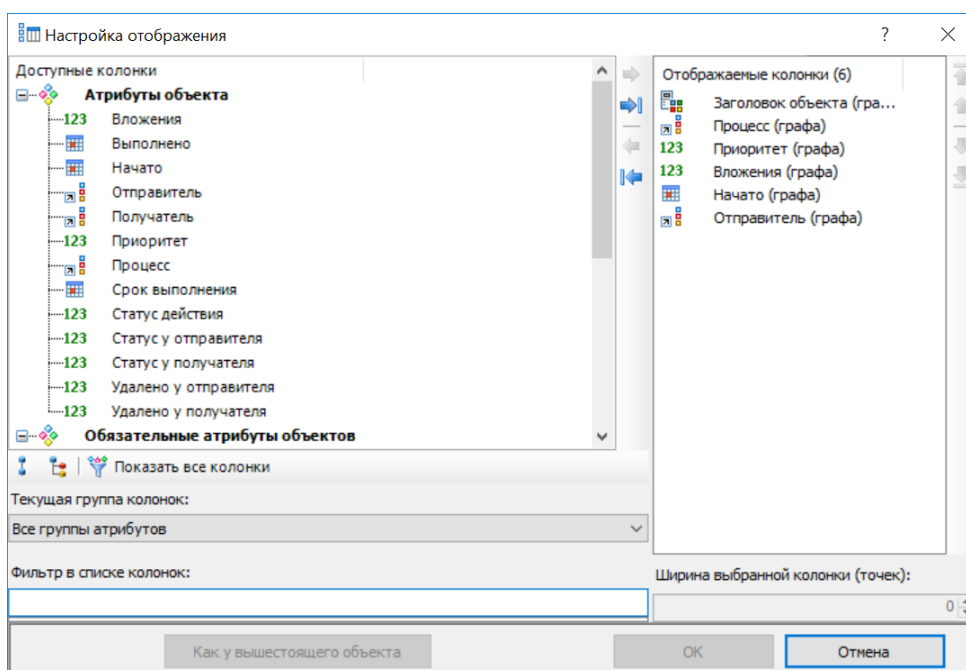 Настройка отображения
?
Доступные колонки
Атрибуты объекта
123 Вложения
Выполнено
Начато
Отправитель
Получатель
123 Приоритет
Процесс
Срок выполнения
123 Статус действия
123 Статус у отправителя
123 Статус у получателя
123 Удалено у отправителя
123 Удалено у получателя
Обязательные атрибуты объектов
Показать все колонки
Текущая группа колонок:
Все группы атрибутов
Фильтр в списке колонок:
Отображаемые колонки (6)
Заголовок объекта (гра...
Процесс (графа)
123 Приоритет (графа)
123 Вложения (графа)
Начато (графа)
Отправитель (графа)
Ширина выбранной колонки (точек):
0
Как у вышестоящего объекта
OK
Отмена